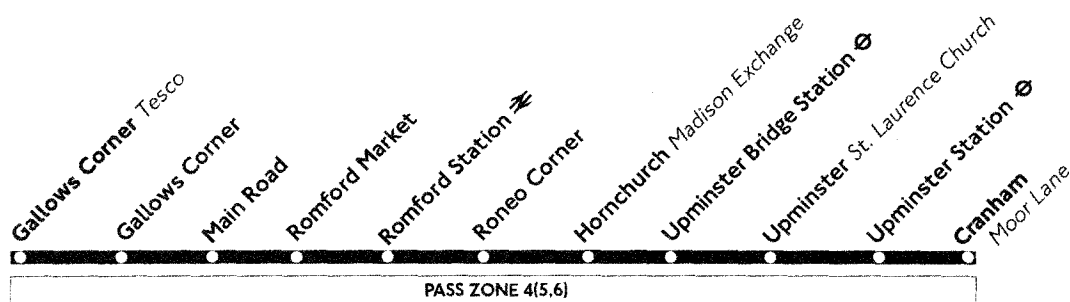 Gallows Corner Tesco
Gallows Corner
Main Road
Romford Market
Romford Station
Roneo Corner
Hornchurch Madison Exchange
Upminster Bridge Station
Upminster St. Laurence Church
Upminster Station
Cranham
Moor Lane
PASS ZONE 4(5,6)